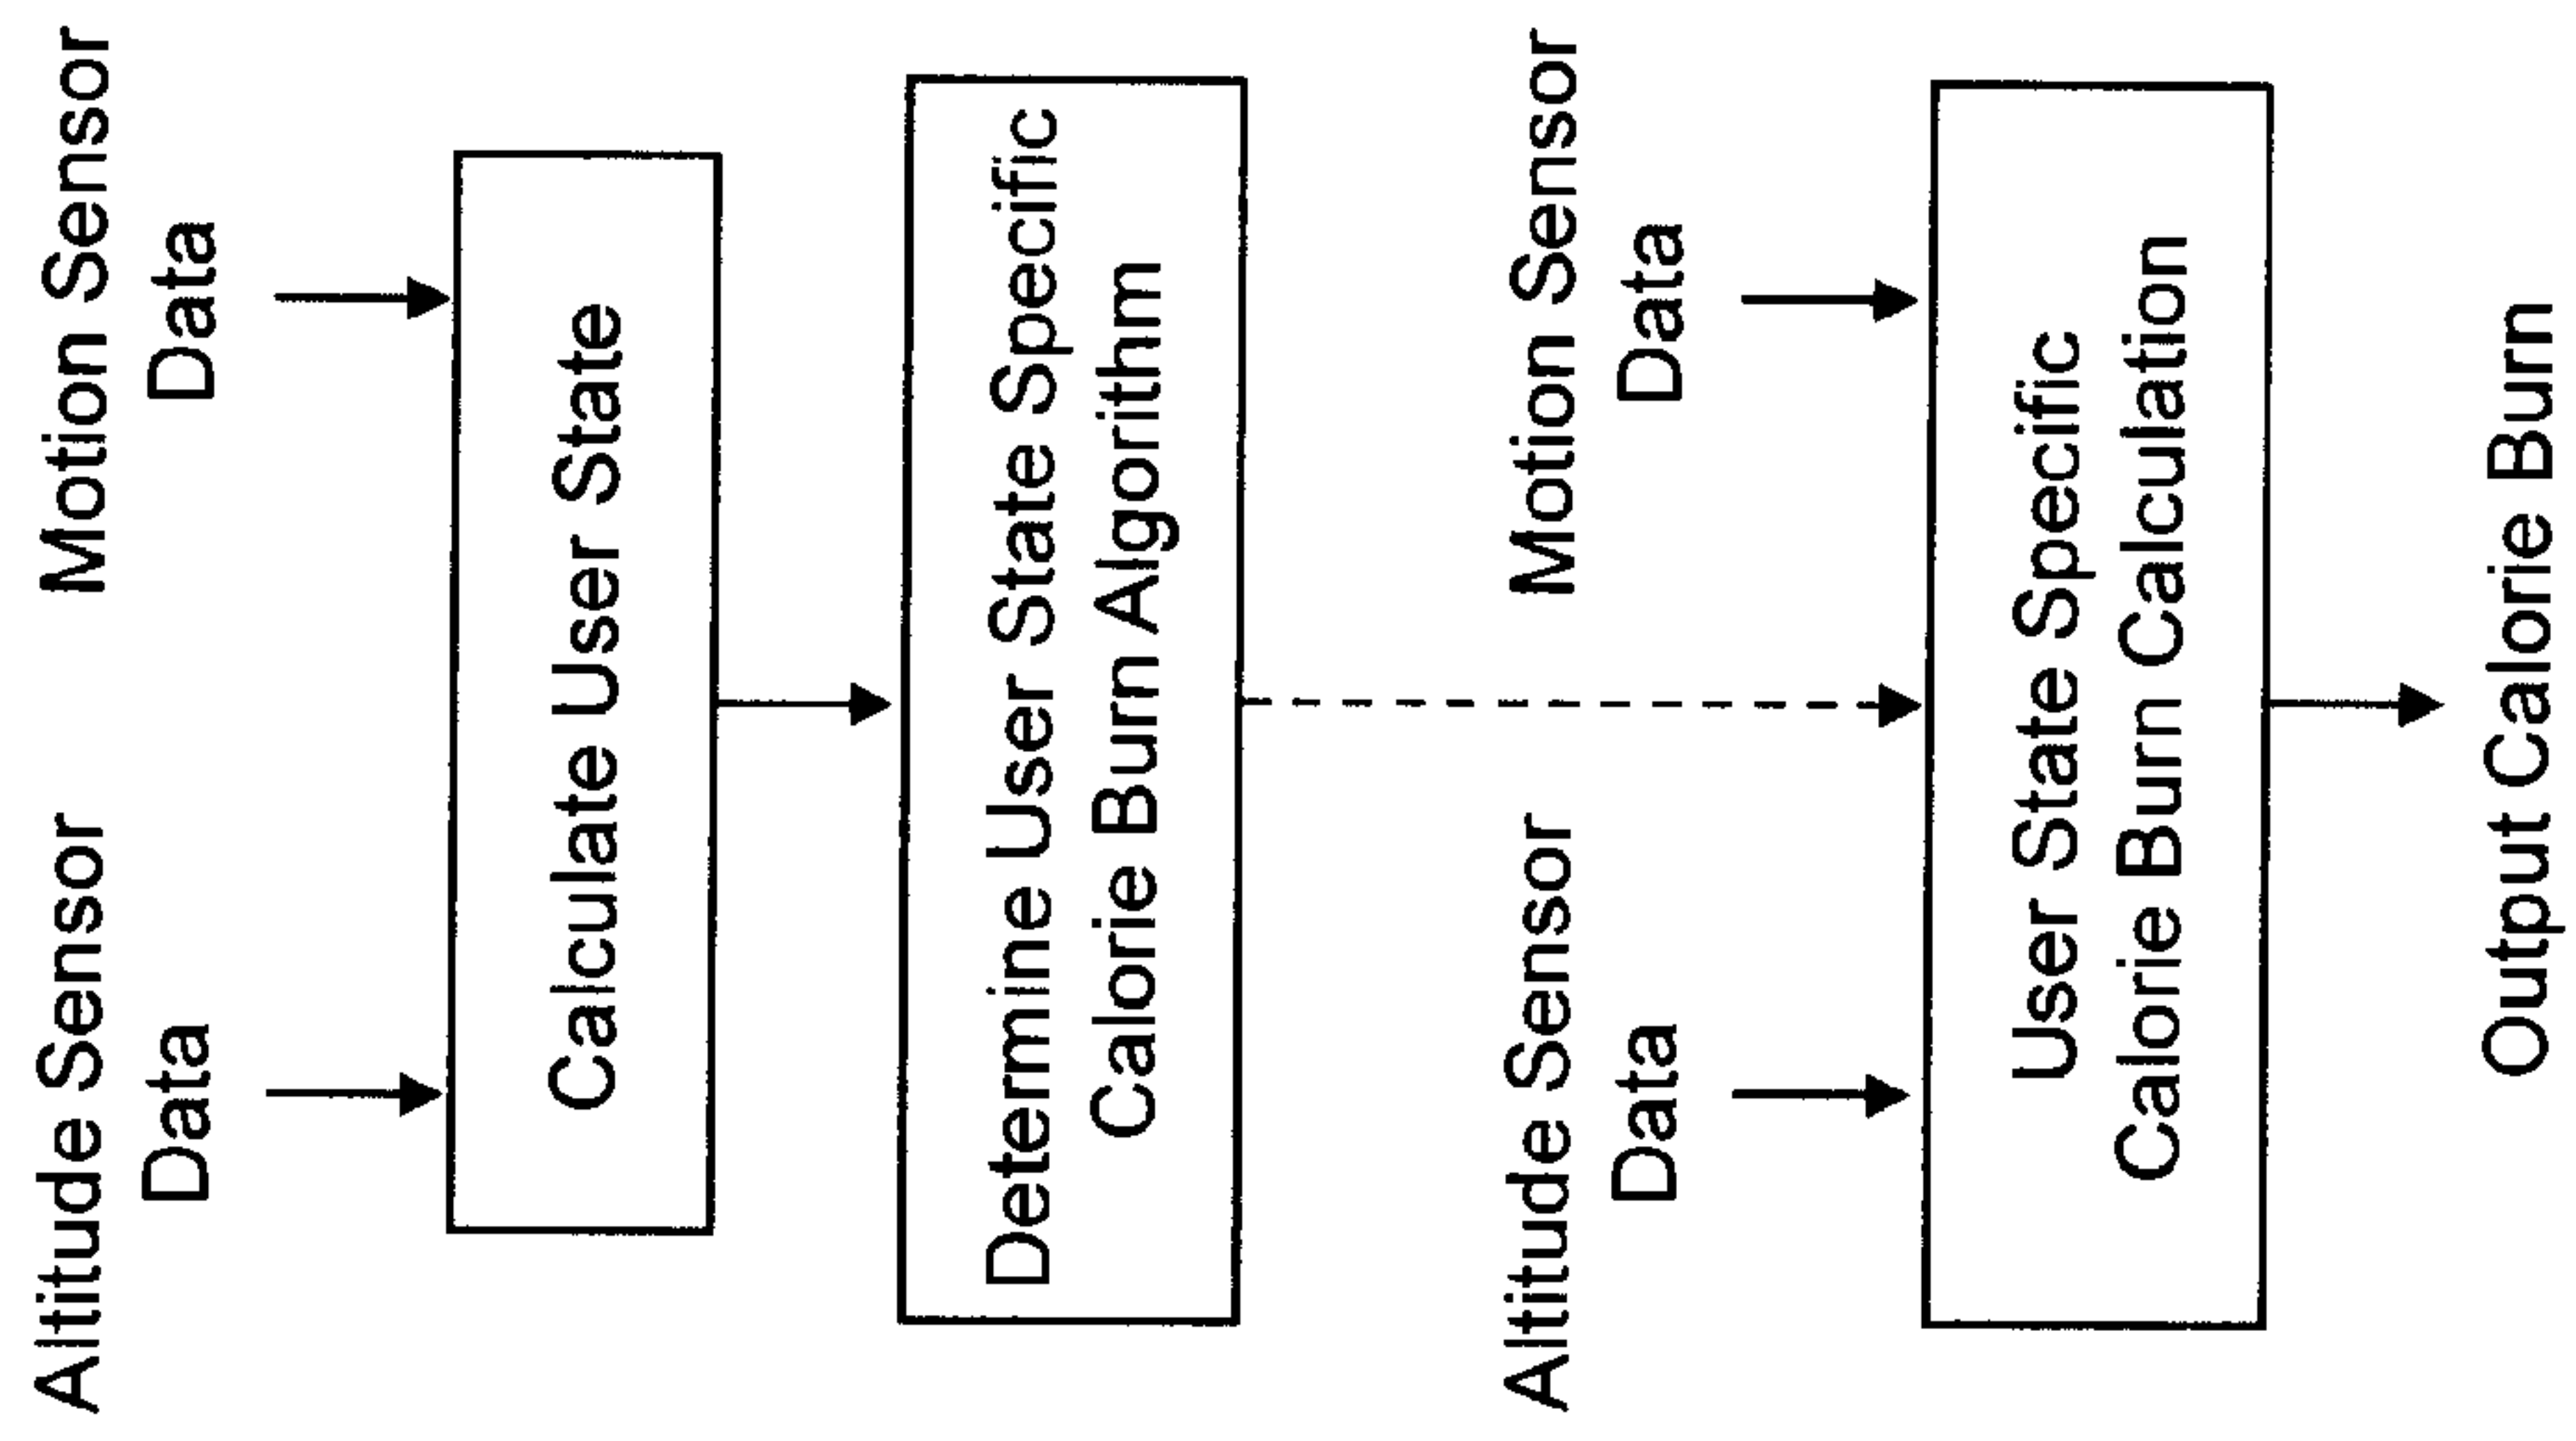 Altitude Sensor
Data
Motion Sensor
Data
Calculate User State
Determine User State Specific
Calorie Burn Algorithm
Altitude Sensor
Data
Motion Sensor
Data
User State Specific
Calorie Burn Calculation
Output Calorie Burn